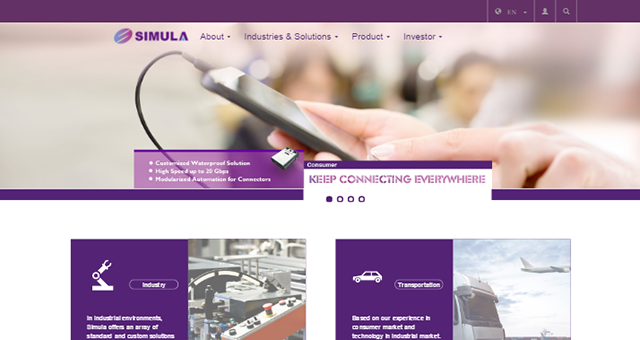 EN
SIMULA
About
Industries & Solutions
Product
Investor
Customized Waterproof Solution
High Speed up to 20 Gbps
Modularized Automation for Connectors
Consumer
KEEP CONNECTING EVERYWHERE
Industry
In industrial environments,
Simula offers an array of
standard and custom solutions
Transportation
Based on our experience in
consumer market and
technology in industrial market.